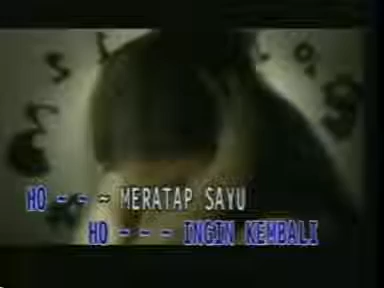 HO - - ~ MERATAP SAYU
HO - - - INGIN KEMBALI